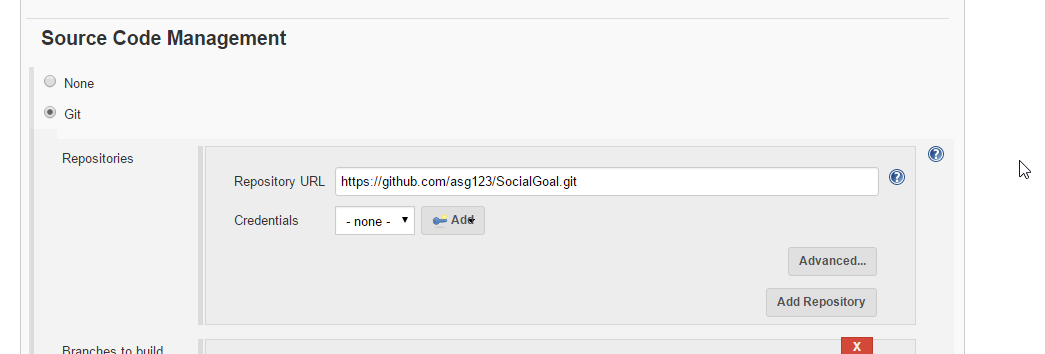 Source Code Management
None
Git
Repositories
Repository URL https://github.com/asg123/SocialGoal.git
Credentials - none - Add
Advanced...
Add Repository
Branches to build
X